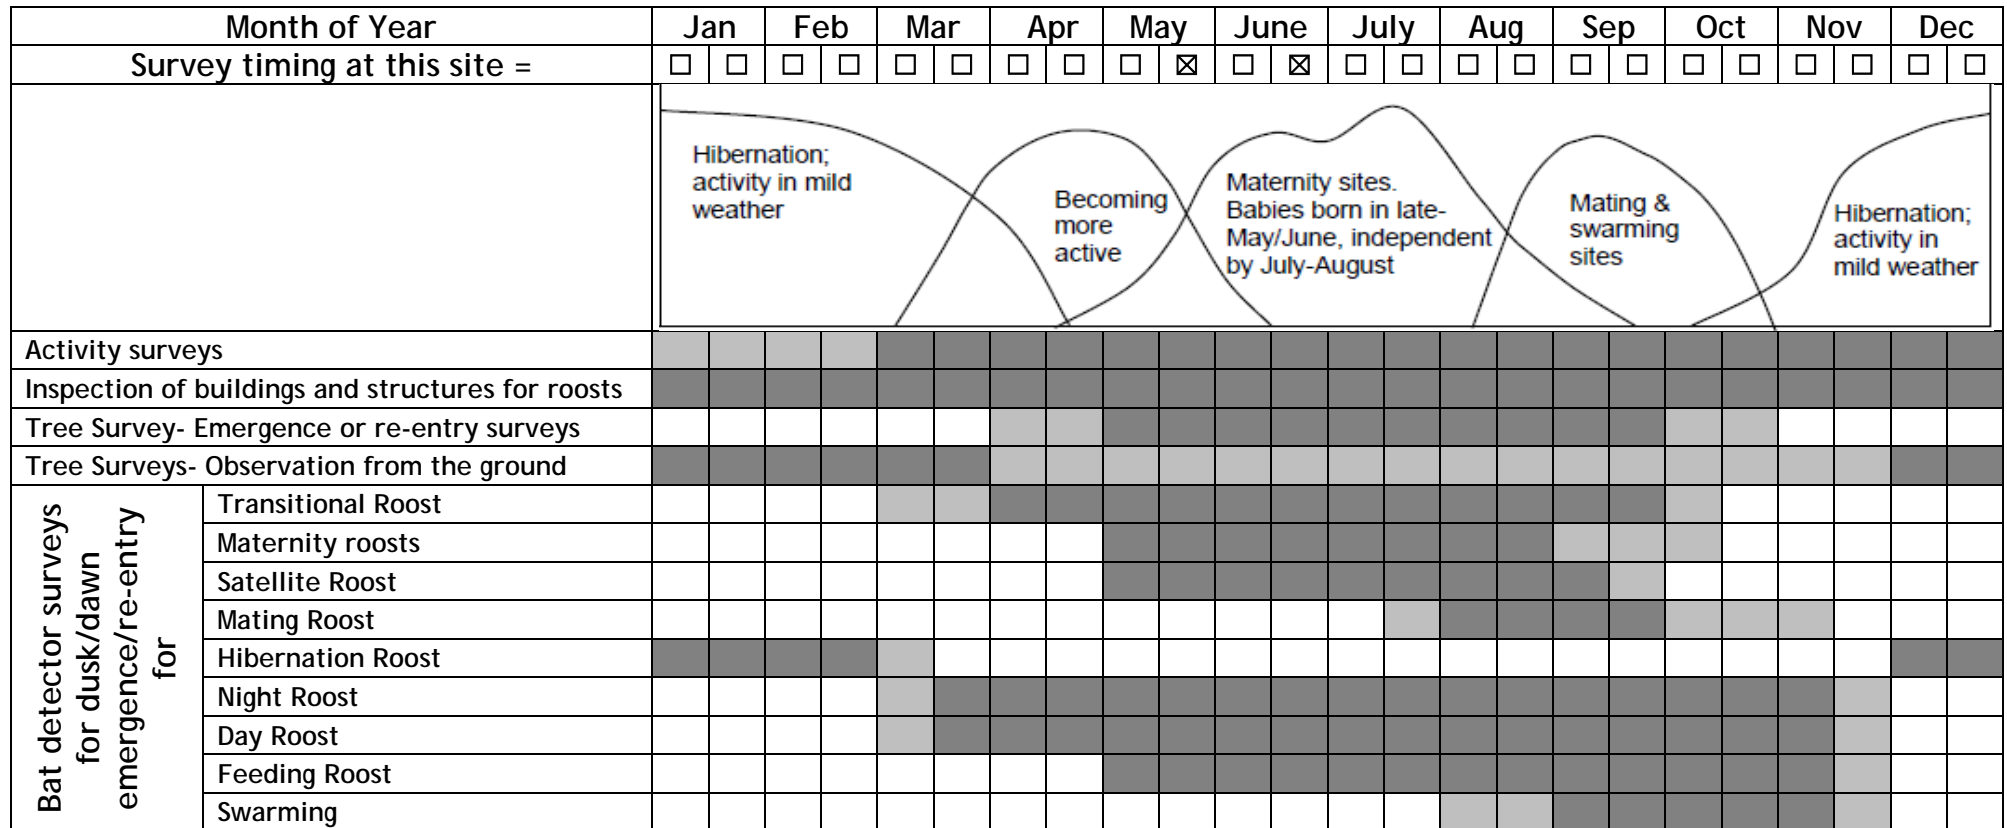 Month of Year Jan Feb Mar Apr May June July Aug Sep Oct Nov Dec
Survey timing at this site = ☐ ☐ ☐ ☐ ☐ ☐ ☐ ☐ ☐ ☒ ☐ ☒ ☐ ☐ ☐ ☐ ☐ ☐ ☐ ☐ ☐ ☐ ☐ ☐
Hibernation;
activity in mild
weather
Becoming
more
active
Maternity sites.
Babies born in late-
May/June, independent
by July-August
Mating &
swarming
sites
Hibernation;
activity in
mild weather
Activity surveys
Inspection of buildings and structures for roosts
Tree Survey- Emergence or re-entry surveys
Tree Surveys- Observation from the ground
Bat detector surveys
for dusk/dawn
emergence/re-entry
for
Transitional Roost
Maternity roosts
Satellite Roost
Mating Roost
Hibernation Roost
Night Roost
Day Roost
Feeding Roost
Swarming